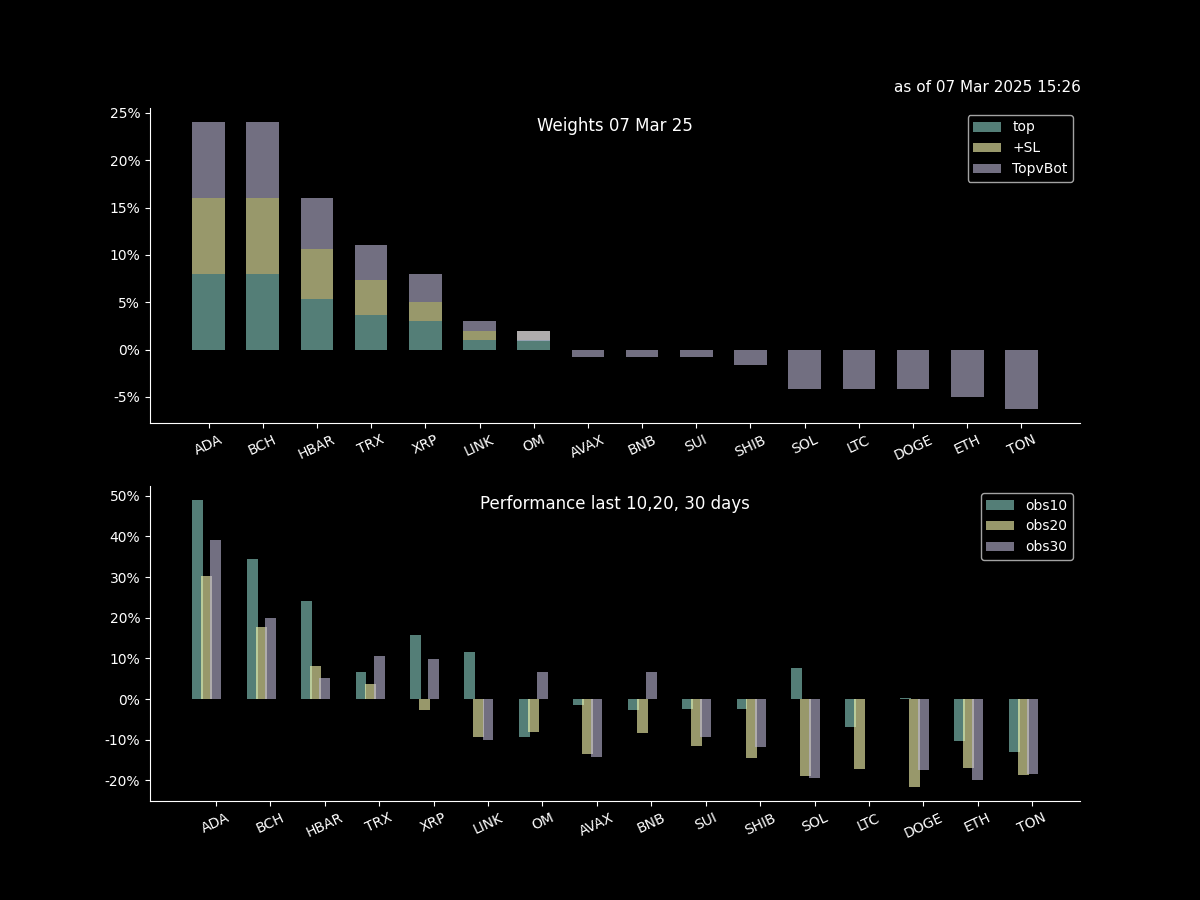 as of 07 Mar 2025 15:26
Weights 07 Mar 25
top
+SL
TopvBot
25%
20%
15%
10%
5%
0%
-5%
ADA BCH HBAR TRX XRP LINK OM AVAX BNB SUI SHIB SOL LTC DOGE ETH TON
Performance last 10,20, 30 days
obs10
obs20
obs30
50%
40%
30%
20%
10%
0%
-10%
-20%
ADA BCH HBAR TRX XRP LINK OM AVAX BNB SUI SHIB SOL LTC DOGE ETH TON